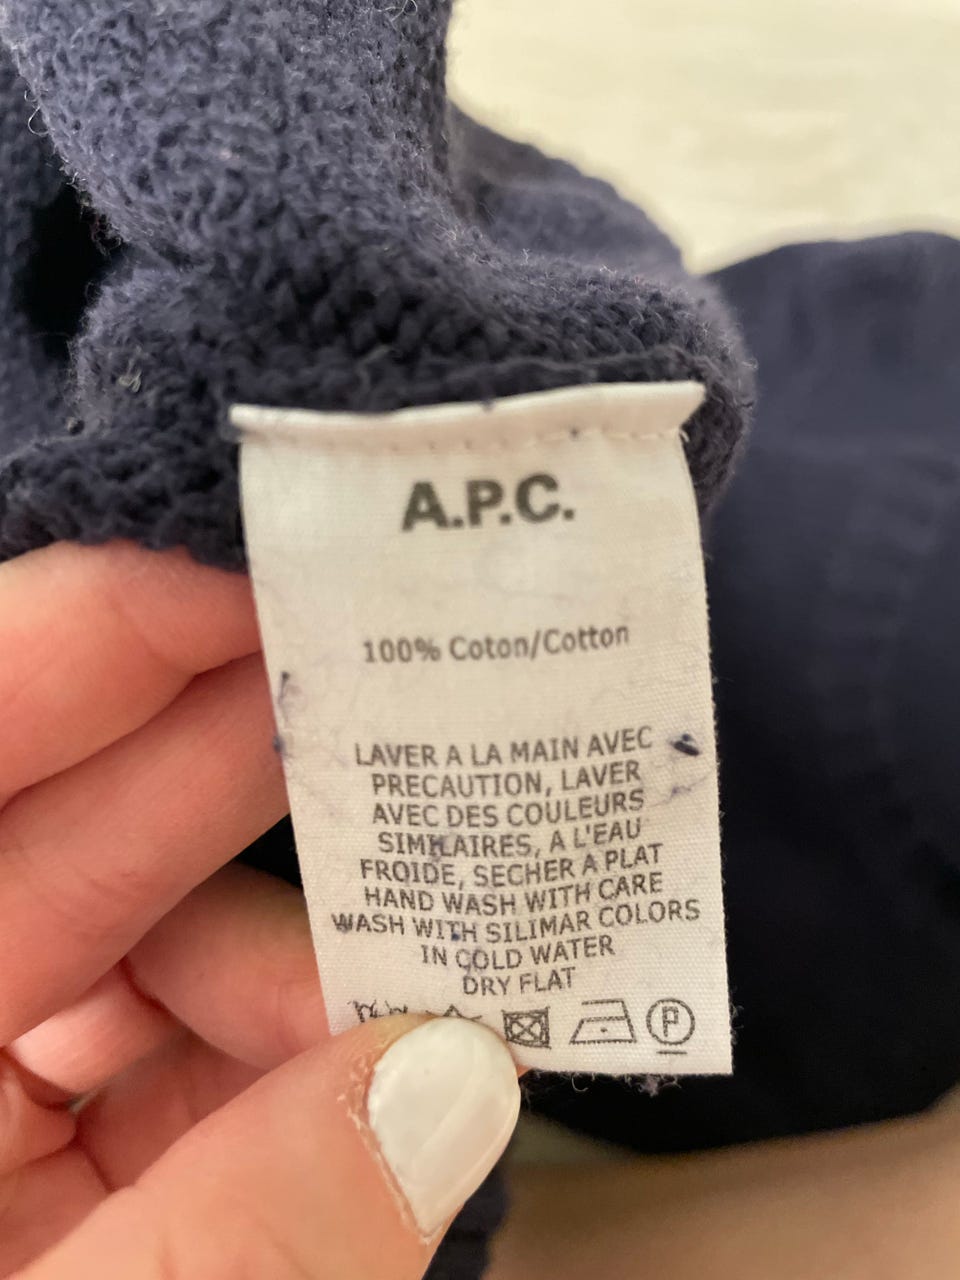 A.P.C.
100% Coton/Cotton
LAVER A LA MAIN AVEC
PRECAUTION, LAVER
AVEC DES COULEURS
SIMILAIRES, A L'EAU
FROIDE, SECHER A PLAT
HAND WASH WITH CARE
WASH WITH SILIMAR COLORS
IN COLD WATER
DRY FLAT
P